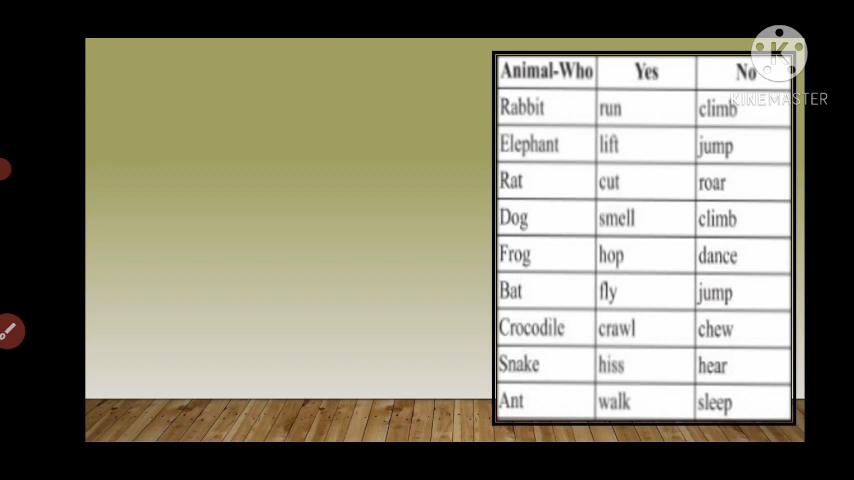 Animal-Who Yes No
Rabbit run climb
Elephant lift jump
Rat cut roar
Dog smell climb
Frog hop dance
Bat fly jump
Crocodile crawl chew
Snake hiss hear
Ant walk sleep
K
KINEMASTER